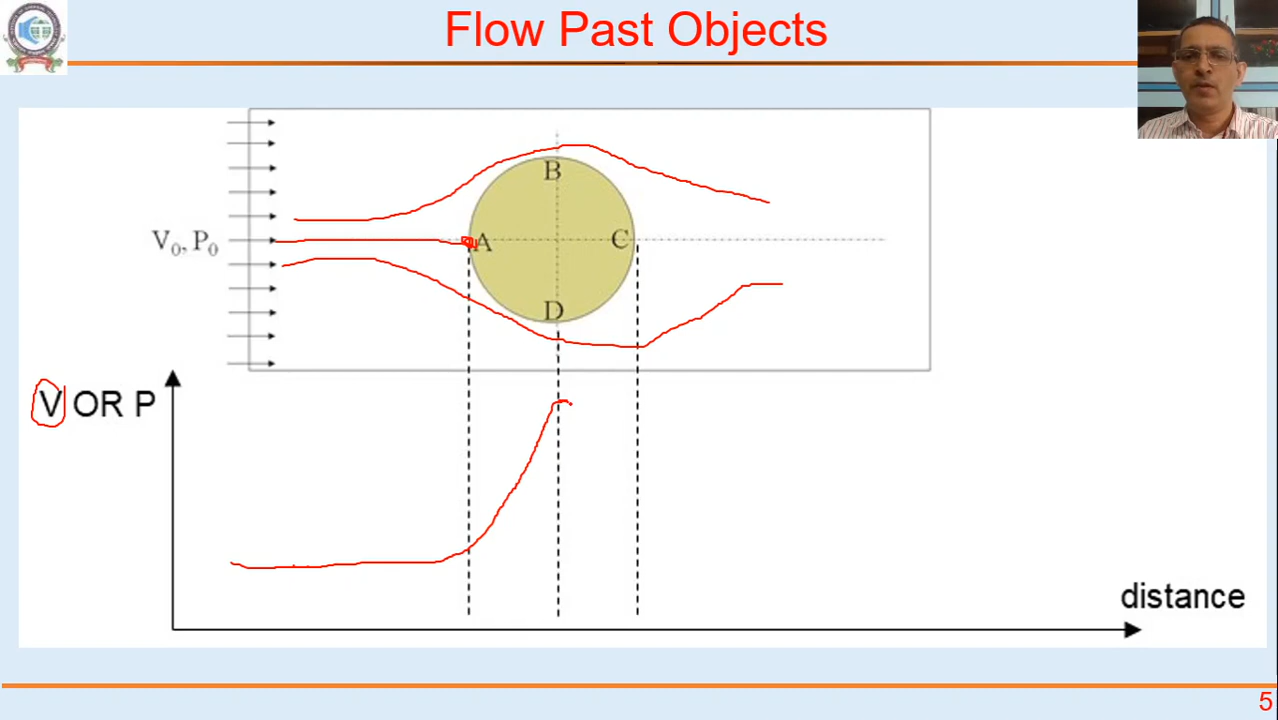 Flow Past Objects
B
V₀, P₀
A
C
D
V OR P
distance
5